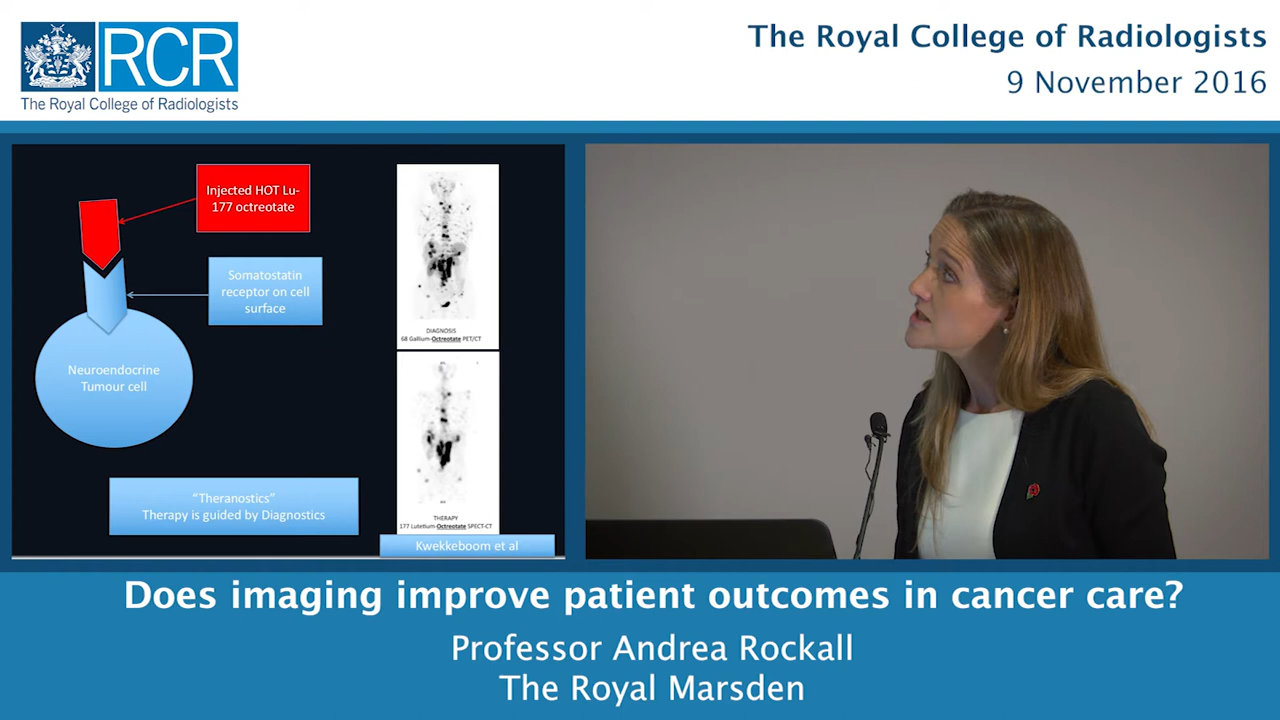 RCR
The Royal College of Radiologists
The Royal College of Radiologists
9 November 2016
Injected HOT Lu-
177 octreotate
Somatostatin
receptor on cell
surface
Neuroendocrine
Tumour cell
"Theranostics"
Therapy is guided by Diagnostics
DIAGNOSIS
68 Gallium-Octreotate PET/CT
THERAPY
177 Lutetium-Octreotate SPECT-CT
Kwekkeboom et al
Does imaging improve patient outcomes in cancer care?
Professor Andrea Rockall
The Royal Marsden